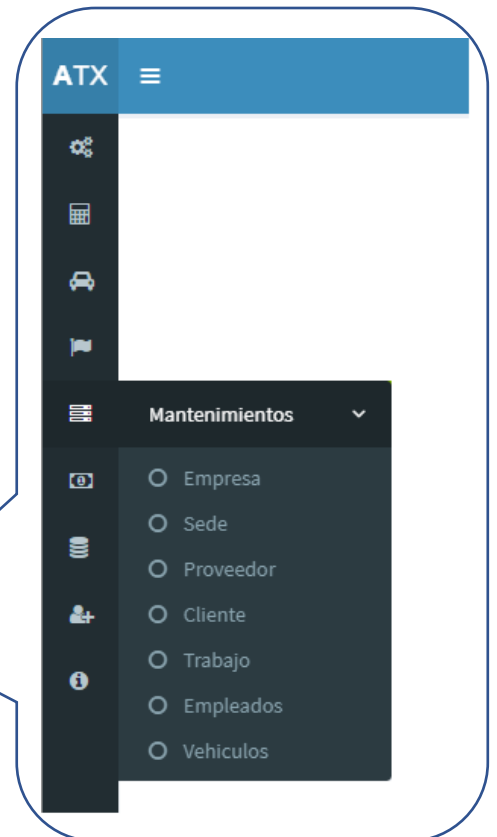 ATX
Mantenimientos
Empresa
Sede
Proveedor
Cliente
Trabajo
Empleados
Vehiculos